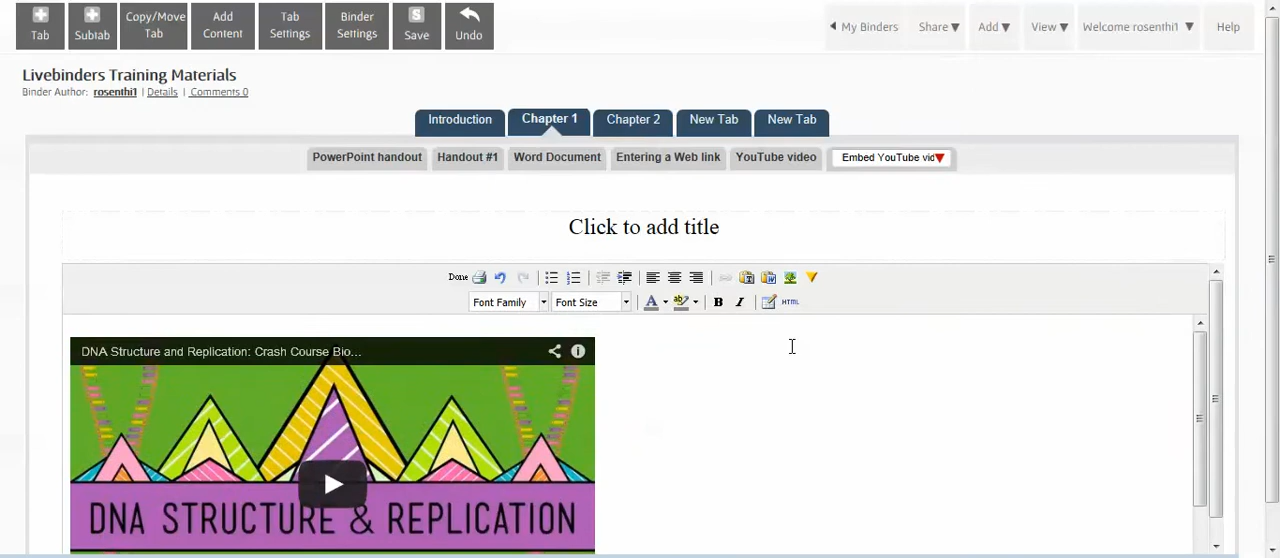 Tab
Subtab
Copy/Move
Tab
Add
Content
Tab
Settings
Binder
Settings
S
Save
Undo
My Binders
Share
Add
View
Welcome rosenthi1
Help
Livebinders Training Materials
Binder Author: rosenthi1 | Details | Comments 0
Introduction
Chapter 1
Chapter 2
New Tab
New Tab
PowerPoint handout
Handout #1
Word Document
Entering a Web link
YouTube video
Embed YouTube vid
Click to add title
Done
Font Family
Font Size
A
ab
B
I
HTML
DNA Structure and Replication: Crash Course Bio...
DNA STRUCTURE & REPLICATION